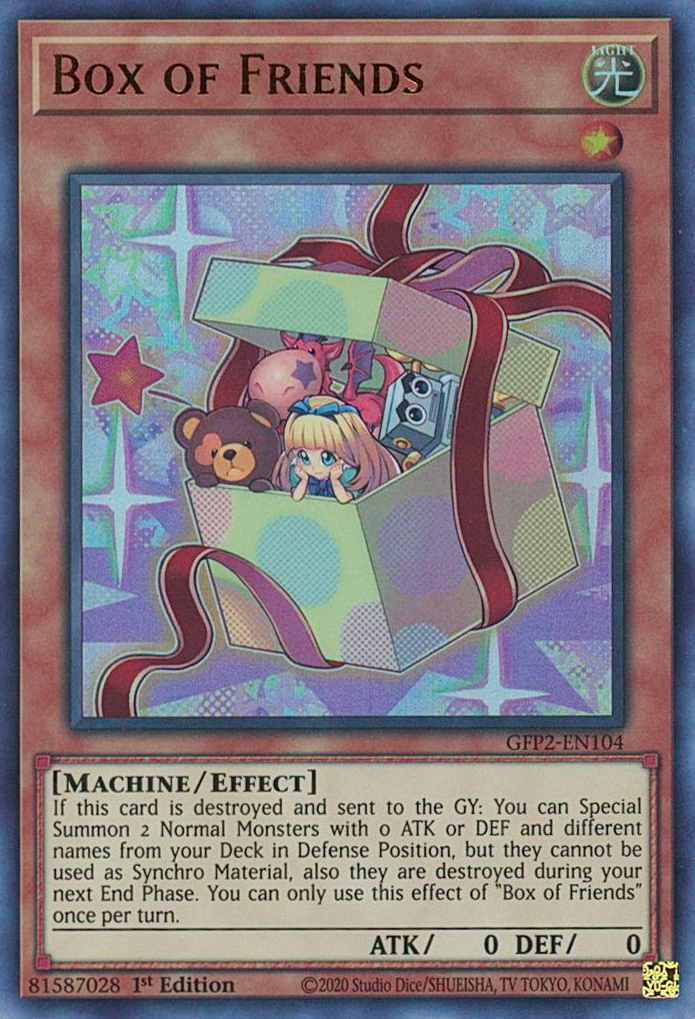 Box of Friends
LIGHT
光
GFP2-EN104
[Machine/Effect]
If this card is destroyed and sent to the GY: You can Special
Summon 2 Normal Monsters with 0 ATK or DEF and different
names from your Deck in Defense Position, but they cannot be
used as Synchro Material, also they are destroyed during your
next End Phase. You can only use this effect of "Box of Friends"
once per turn.
ATK/ 0 DEF/ 0
81587028 1st Edition ©2020 Studio Dice/SHUEISHA, TV TOKYO, KONAMI